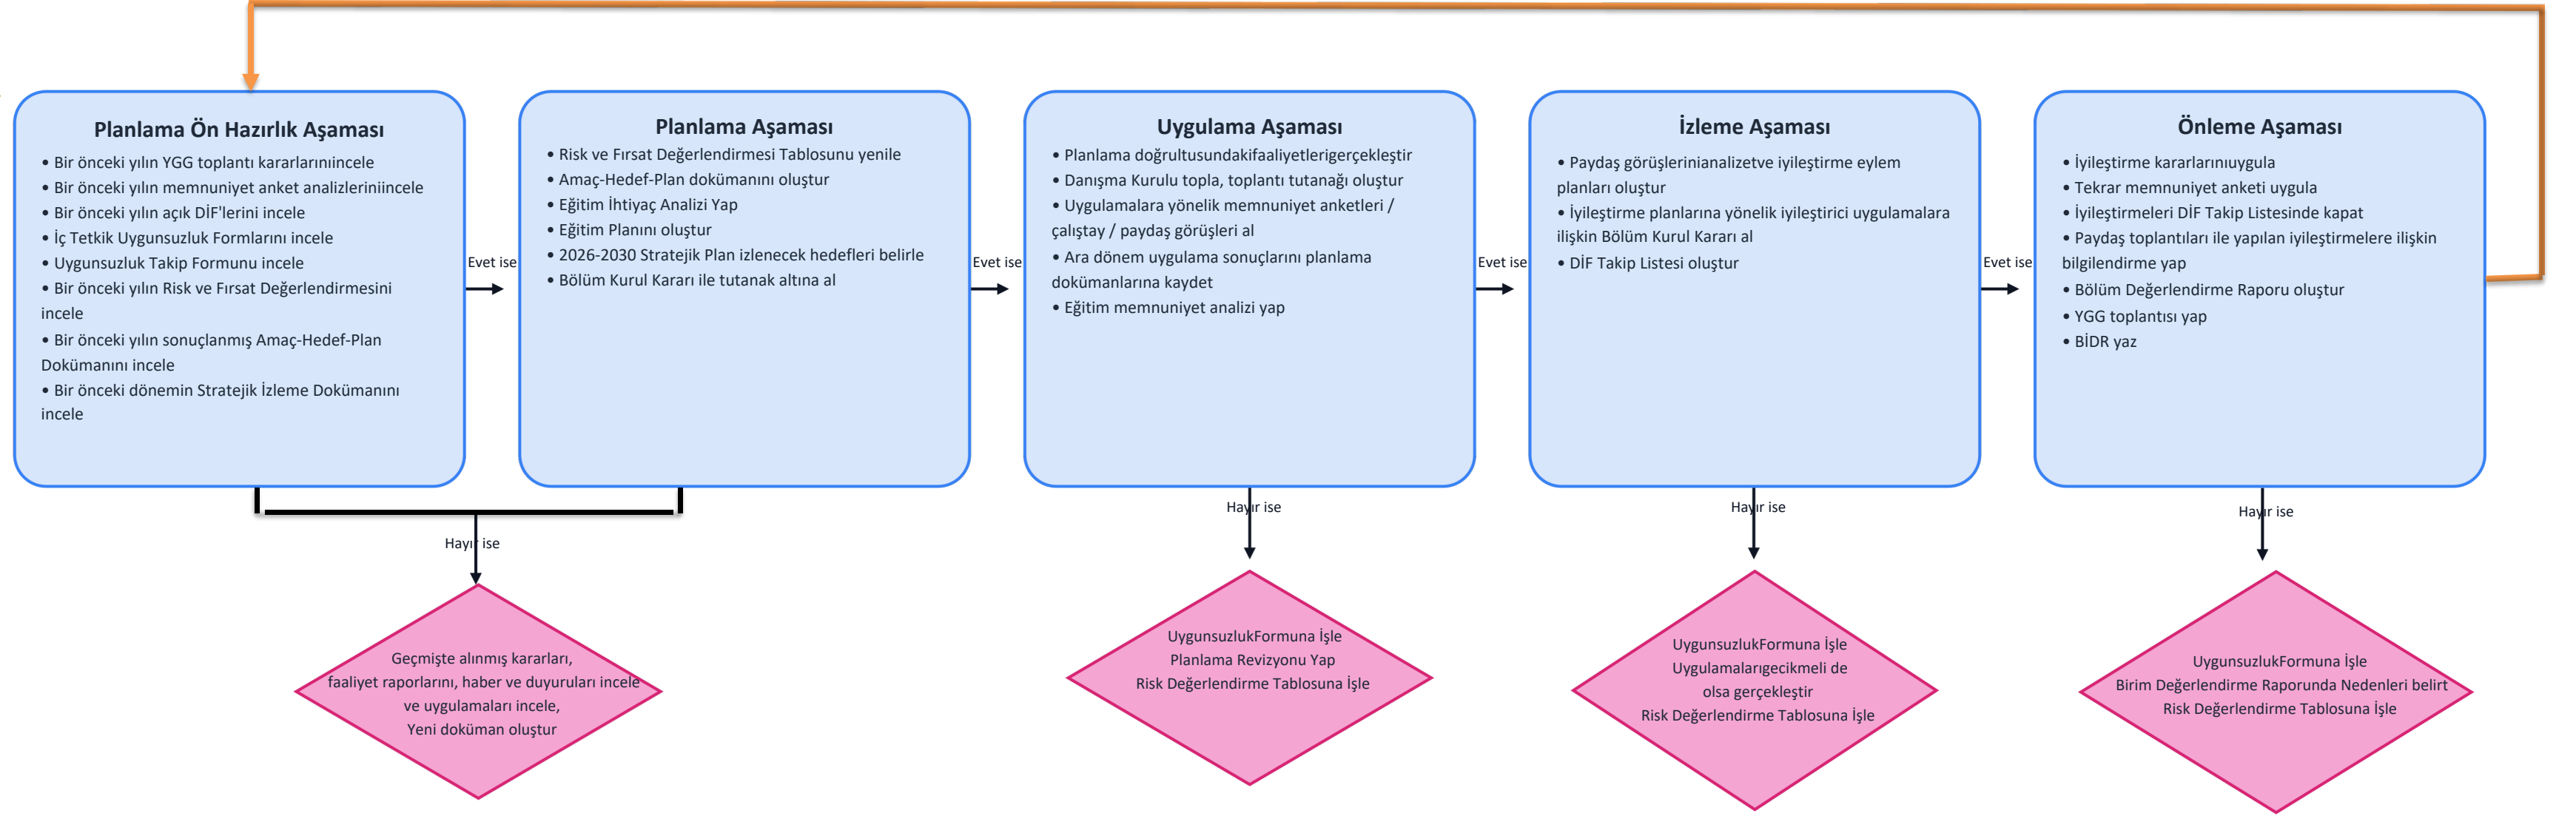 Planlama Ön Hazırlık Aşaması
• Bir önceki yılın YGG toplantı kararlarınıincele
• Bir önceki yılın memnuniyet anket analizleriniincele
• Bir önceki yılın açık DİF'lerini incele
• İç Tetkik Uygunsuzluk Formlarını incele
• Uygunsuzluk Takip Formunu incele
• Bir önceki yılın Risk ve Fırsat Değerlendirmesini
incele
• Bir önceki yılın sonuçlanmış Amaç-Hedef-Plan
Dokümanını incele
• Bir önceki dönemin Stratejik İzleme Dokümanını
incele
Evet ise
Planlama Aşaması
• Risk ve Fırsat Değerlendirmesi Tablosunu yenile
• Amaç-Hedef-Plan dokümanını oluştur
• Eğitim İhtiyaç Analizi Yap
• Eğitim Planını oluştur
• 2026-2030 Stratejik Plan izlenecek hedefleri belirle
• Bölüm Kurul Kararı ile tutanak altına al
Evet ise
Uygulama Aşaması
• Planlama doğrultusundakifaaliyetlerigerçekleştir
• Danışma Kurulu topla, toplantı tutanağı oluştur
• Uygulamalara yönelik memnuniyet anketleri /
çalıştay / paydaş görüşleri al
• Ara dönem uygulama sonuçlarını planlama
dokümanlarına kaydet
• Eğitim memnuniyet analizi yap
Evet ise
İzleme Aşaması
• Paydaş görüşlerinianalizetve iyileştirme eylem
planları oluştur
• İyileştirme planlarına yönelik iyileştirici uygulamalara
ilişkin Bölüm Kurul Kararı al
• DİF Takip Listesi oluştur
Evet ise
Önleme Aşaması
• İyileştirme kararlarınıuygula
• Tekrar memnuniyet anketi uygula
• İyileştirmeleri DİF Takip Listesinde kapat
• Paydaş toplantıları ile yapılan iyileştirmelere ilişkin
bilgilendirme yap
• Bölüm Değerlendirme Raporu oluştur
• YGG toplantısı yap
• BİDR yaz
Hayır ise
Geçmişte alınmış kararları,
faaliyet raporlarını, haber ve duyuruları incele
ve uygulamaları incele,
Yeni doküman oluştur
Hayır ise
UygunsuzlukFormuna İşle
Planlama Revizyonu Yap
Risk Değerlendirme Tablosuna İşle
Hayır ise
UygunsuzlukFormuna İşle
Uygulamalarıgecikmeli de
olsa gerçekleştir
Risk Değerlendirme Tablosuna İşle
Hayır ise
UygunsuzlukFormuna İşle
Birim Değerlendirme Raporunda Nedenleri belirt
Risk Değerlendirme Tablosuna İşle